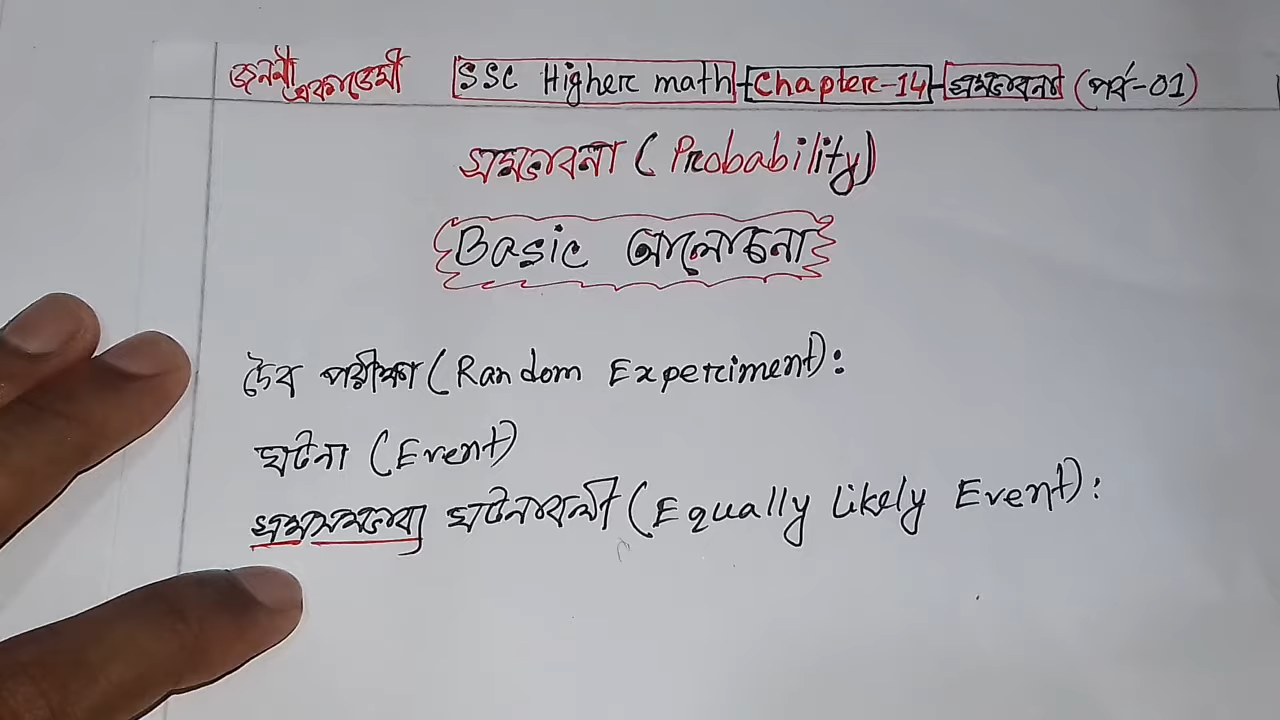 জননী একাডেমী SSC Higher math - Chapter-14 - সম্ভাবনা (পর্ব-01)
সম্ভাবনা (Probability)
Basic আলোচনা
দৈব পরীক্ষা (Random Experiment):
ঘটনা (Event)
সমসম্ভাব্য ঘটনাবলী (Equally Likely Event):